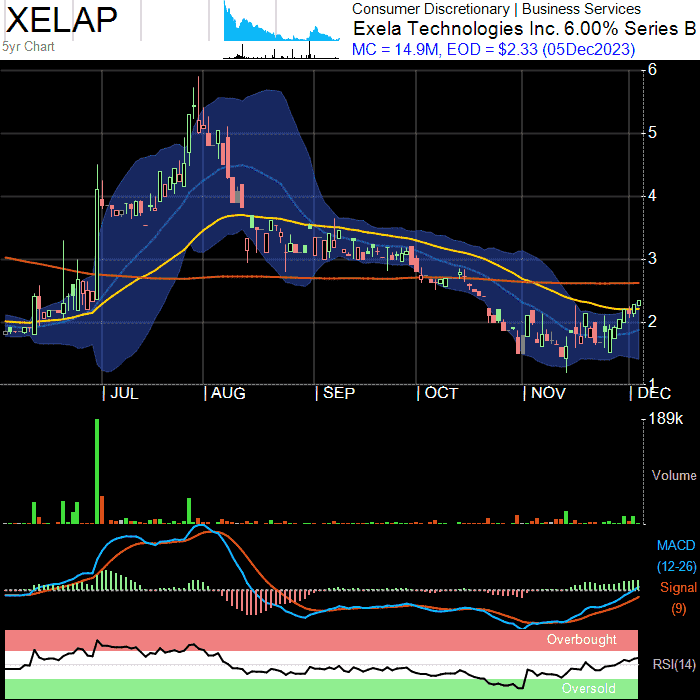 XELAP
5yr Chart
Consumer Discretionary | Business Services
Exela Technologies Inc. 6.00% Series B
MC = 14.9M, EOD = $2.33 (05Dec2023)
6
5
4
3
2
1
| JUL | AUG | SEP | OCT | NOV | DEC
189k
Volume
MACD
(12-26)
Signal
(9)
Overbought
RSI(14)
Oversold